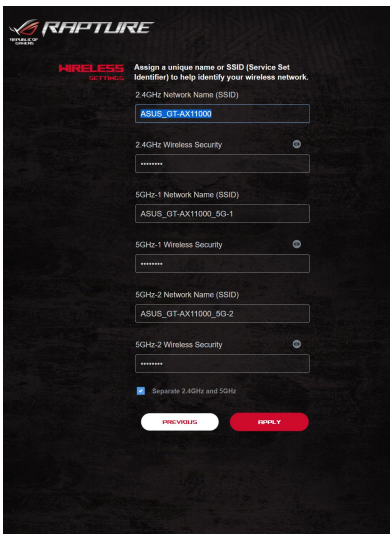 REPUBLIC OF
GAMERS
RAPTURE
WIRELESS
SETTINGS
Assign a unique name or SSID (Service Set
Identifier) to help identify your wireless network.
2.4GHz Network Name (SSID)
ASUS_GT-AX11000
2.4GHz Wireless Security
••••••••
5GHz-1 Network Name (SSID)
ASUS_GT-AX11000_5G-1
5GHz-1 Wireless Security
••••••••
5GHz-2 Network Name (SSID)
ASUS_GT-AX11000_5G-2
5GHz-2 Wireless Security
••••••••
Separate 2.4GHz and 5GHz
PREVIOUS
APPLY